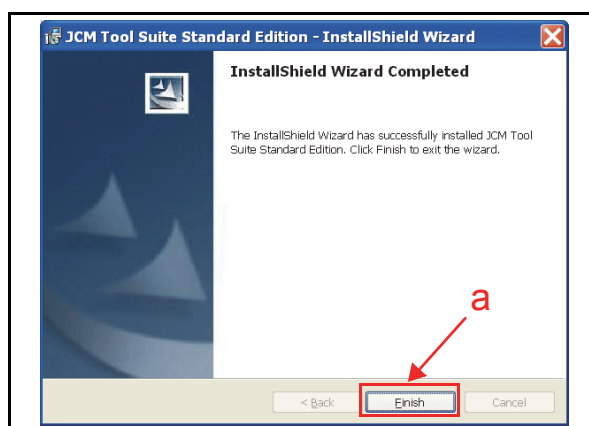 JCM Tool Suite Standard Edition - InstallShield Wizard
InstallShield Wizard Completed
The InstallShield Wizard has successfully installed JCM Tool
Suite Standard Edition. Click Finish to exit the wizard.
a
< Back Finish Cancel